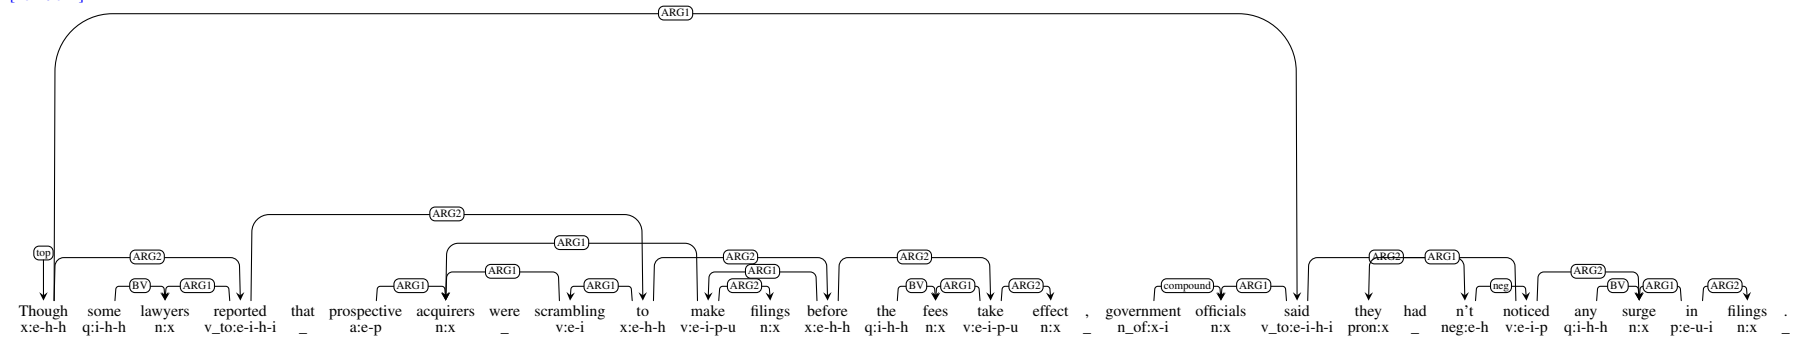 ARG1
ARG2
top ARG1
ARG2 ARG2 ARG2 ARG2 ARG1
ARG1 ARG1 ARG2
BV ARG1 ARG1 ARG1 ARG2 BV ARG1 ARG2 compound ARG1 neg BV ARG1 ARG2
Though some lawyers reported that prospective acquirers were scrambling to make filings before the fees take effect , government officials said they had n't noticed any surge in filings .
x:e-h-h q:i-h-h n:x v_to:e-i-h-i _ a:e-p n:x _ v:e-i x:e-h-h v:e-i-p-u n:x x:e-h-h q:i-h-h n:x v:e-i-p-u n:x _ n_of:x-i n:x v_to:e-i-h-i pron:x _ neg:e-h v:e-i-p q:i-h-h n:x p:e-u-i n:x _